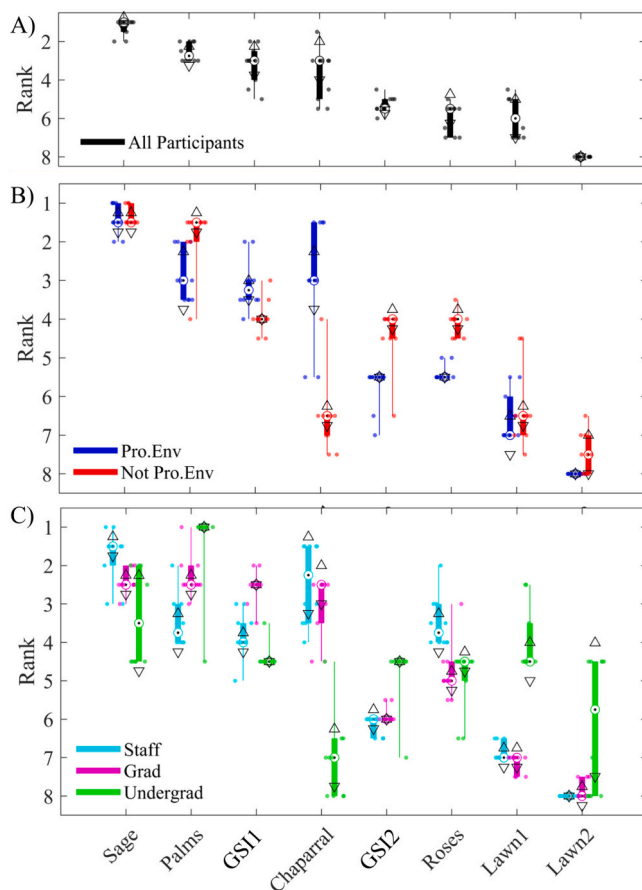 A)
Rank
2
4
6
8
All Participants
B)
Rank
1
2
3
4
5
6
7
8
Pro.Env
Not Pro.Env
C)
Rank
1
2
3
4
5
6
7
8
Staff
Grad
Undergrad
Sage
Palms
GSI1
Chaparral
GSI2
Roses
Lawn1
Lawn2